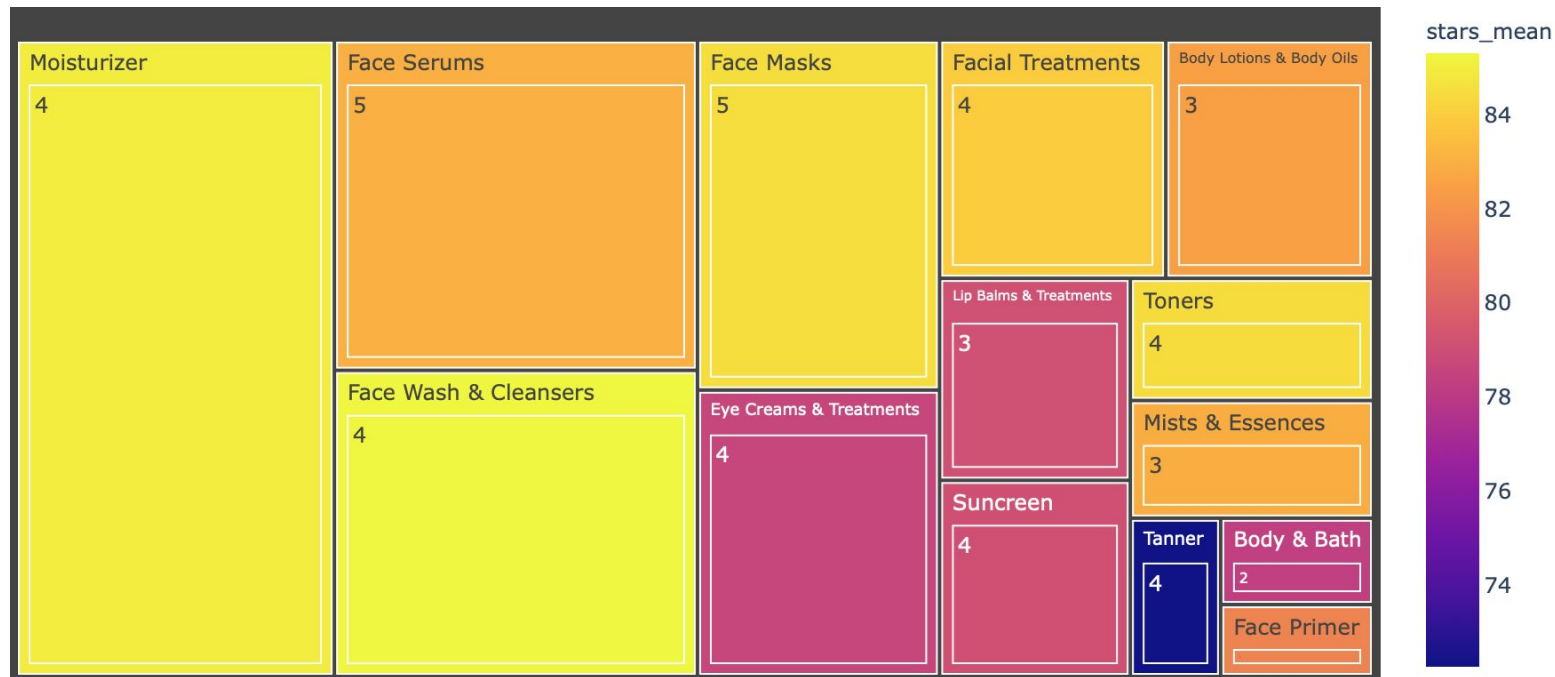 stars_mean
Moisturizer
4
Face Serums
5
Face Wash & Cleansers
4
Face Masks
5
Eye Creams & Treatments
4
Facial Treatments
4
Body Lotions & Body Oils
3
Lip Balms & Treatments
3
Suncreen
4
Toners
4
Mists & Essences
3
Tanner
4
Body & Bath
2
Face Primer
84
82
80
78
76
74